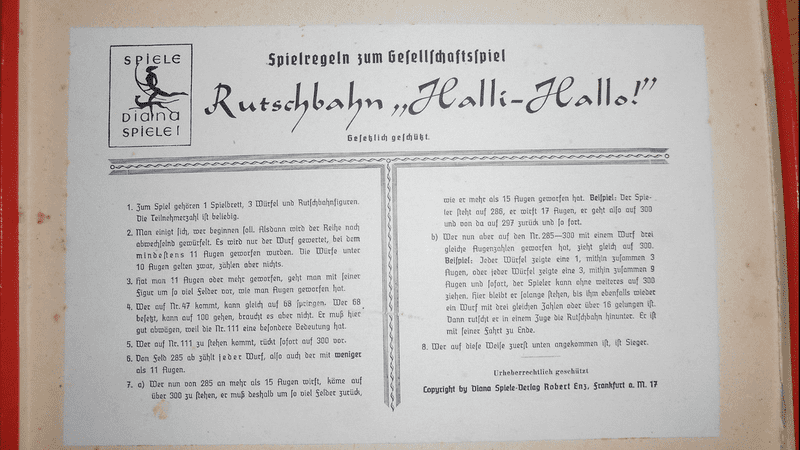 SPIELE
Diana
SPIELE!
Spielregeln zum Gesellschaftsspiel
Rutschbahn „Halli-Hallo!”
Gesetzlich geschützt.
1. Zum Spiel gehören 1 Spielbrett, 3 Würfel und Rutschbahnfiguren.
Die Teilnehmerzahl ist beliebig.
2. Man einigt sich, wer beginnen soll. Alsdann wird der Reihe nach
abwechselnd gewürfelt. Es wird nur der Wurf gewertet, bei dem
mindestens 11 Augen geworfen wurden. Die Würfe unter
10 Augen gelten zwar, zählen aber nichts.
3. Hat man 11 Augen oder mehr geworfen, geht man mit seiner
Figur um so viel Felder vor, wie man Augen geworfen hat.
4. Wer auf Nr. 47 kommt, kann gleich auf 68 springen. Wer 68
besetzt, kann auf 100 gehen, braucht es aber nicht. Er muß hier
gut abwägen, weil die Nr. 111 eine besondere Bedeutung hat.
5. Wer auf Nr. 111 zu stehen kommt, rückt sofort auf 300 vor.
6. Von Feld 285 ab zählt jeder Wurf, also auch der mit weniger
als 11 Augen.
7. a) Wer nun von 285 an mehr als 15 Augen wirft, käme auf
über 300 zu stehen, er muß deshalb um so viel Felder zurück,
wie er mehr als 15 Augen geworfen hat. Beispiel: Der Spie-
ler steht auf 286, er wirft 17 Augen, er geht also auf 300
und von da auf 297 zurück und so fort.
b) Wer nun aber auf den Nr. 285—300 mit einem Wurf drei
gleiche Augenzahlen geworfen hat, zieht gleich auf 300.
Beispiel: Jeder Würfel zeigte eine 1, mithin zusammen 3
Augen, oder jeder Würfel zeigte eine 3, mithin zusammen 9
Augen und sofort, der Spieler kann ohne weiteres auf 300
ziehen. Hier bleibt er solange stehen, bis ihm ebenfalls wieder
ein Wurf mit drei gleichen Zahlen oder über 16 gelungen ist.
Dann rutscht er in einem Zuge die Rutschbahn hinunter. Er ist
mit seiner Fahrt zu Ende.
8. Wer auf diese Weise zuerst unten angekommen ist, ist Sieger.
Urheberrechtlich geschützt
Copyright by Diana Spiele-Verlag Robert Enz, Frankfurt a. M. 17